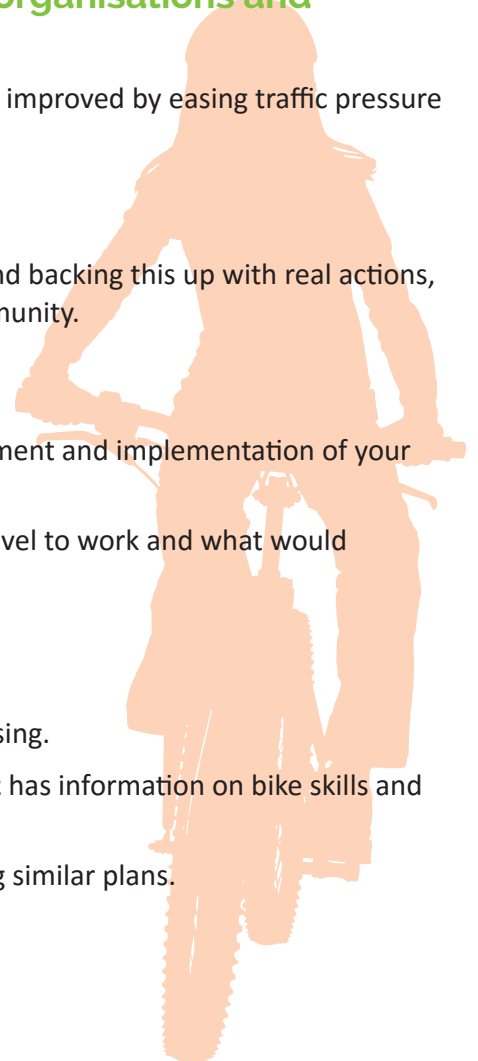 organisations and
improved by easing traffic pressure
nd backing this up with real actions,
munity.
ment and implementation of your
vel to work and what would
sing.
has information on bike skills and
g similar plans.